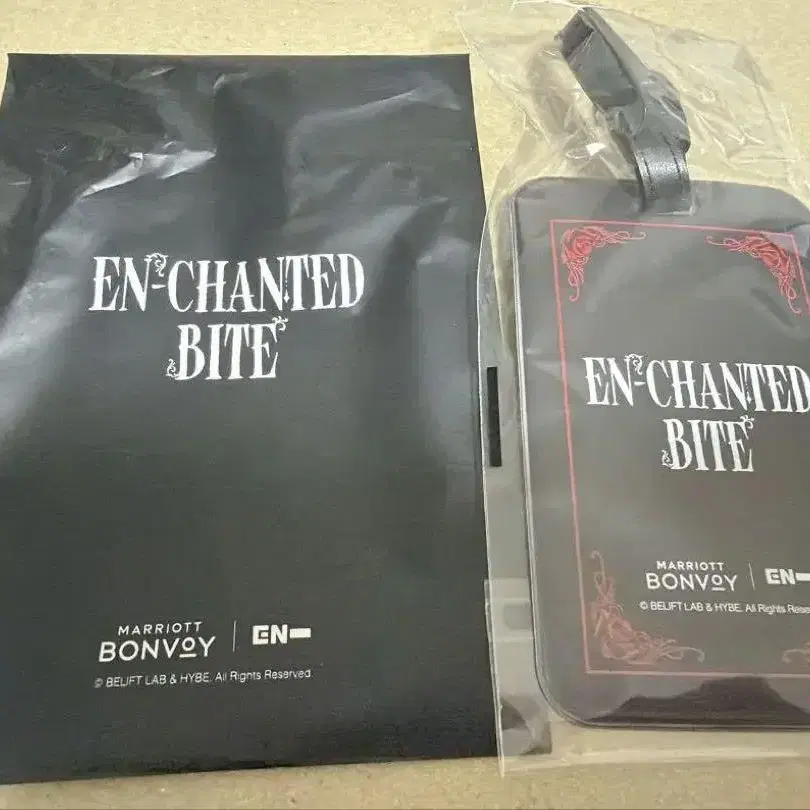 EN-CHANTED
BITE
MARRIOTT
BONVOY
EN-
© BELIFT LAB & HYBE. All Rights Reserved.
EN-CHANTED
BITE
MARRIOTT
BONVOY
EN-
© BELIFT LAB & HYBE. All Rights